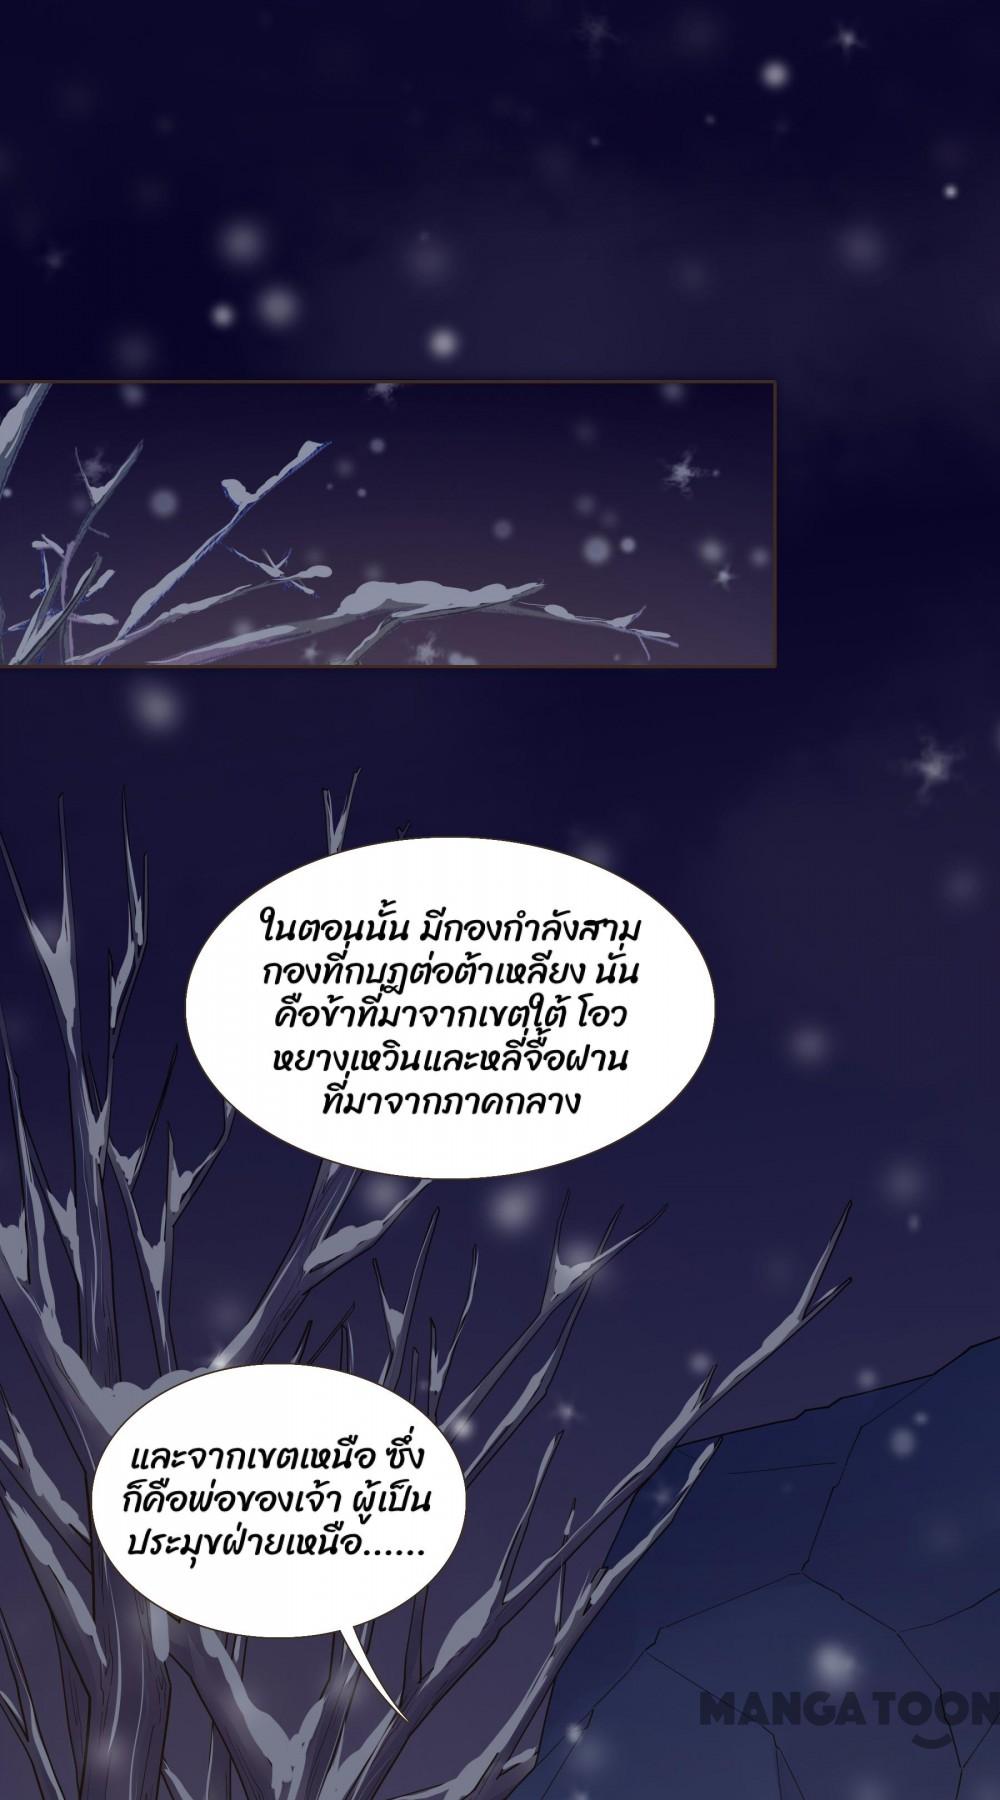 ในตอนนั้น มีกองกำลังสาม
กองที่กบฏต่อต้าเหลียง นั่น
คือข้าที่มาจากเขตใต้ โอว
หยางเหวินและหลี่จื้อฝาน
ที่มาจากภาคกลาง
และจากเขตเหนือ ซึ่ง
ก็คือพ่อของเจ้า ผู้เป็น
ประมุขฝ่ายเหนือ......
MANGA TOON